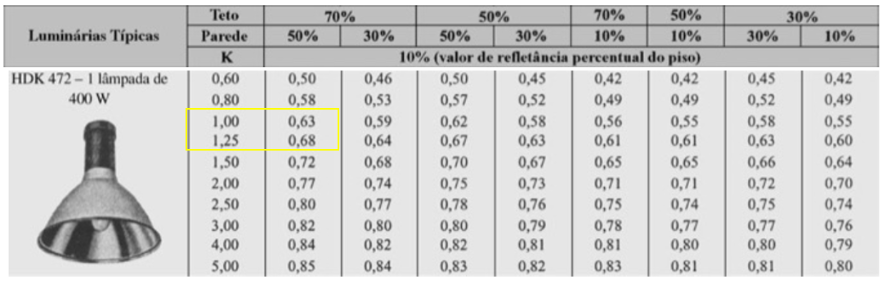 Luminárias Típicas Teto 70% 50% 70% 50% 30%
Parede 50% 30% 50% 30% 10% 10% 30% 10%
K 10% (valor de refletância percentual do piso)
HDK 472 – 1 lâmpada de 400 W
0,60 0,50 0,46 0,50 0,45 0,42 0,42 0,45 0,42
0,80 0,58 0,53 0,57 0,52 0,49 0,49 0,52 0,49
1,00 0,63 0,59 0,62 0,58 0,56 0,55 0,58 0,55
1,25 0,68 0,64 0,67 0,63 0,61 0,61 0,63 0,60
1,50 0,72 0,68 0,70 0,67 0,65 0,65 0,66 0,64
2,00 0,77 0,74 0,75 0,73 0,71 0,71 0,72 0,70
2,50 0,80 0,77 0,78 0,76 0,75 0,74 0,75 0,74
3,00 0,82 0,80 0,80 0,79 0,78 0,77 0,77 0,76
4,00 0,84 0,82 0,82 0,81 0,81 0,80 0,80 0,79
5,00 0,85 0,84 0,83 0,82 0,83 0,81 0,81 0,80